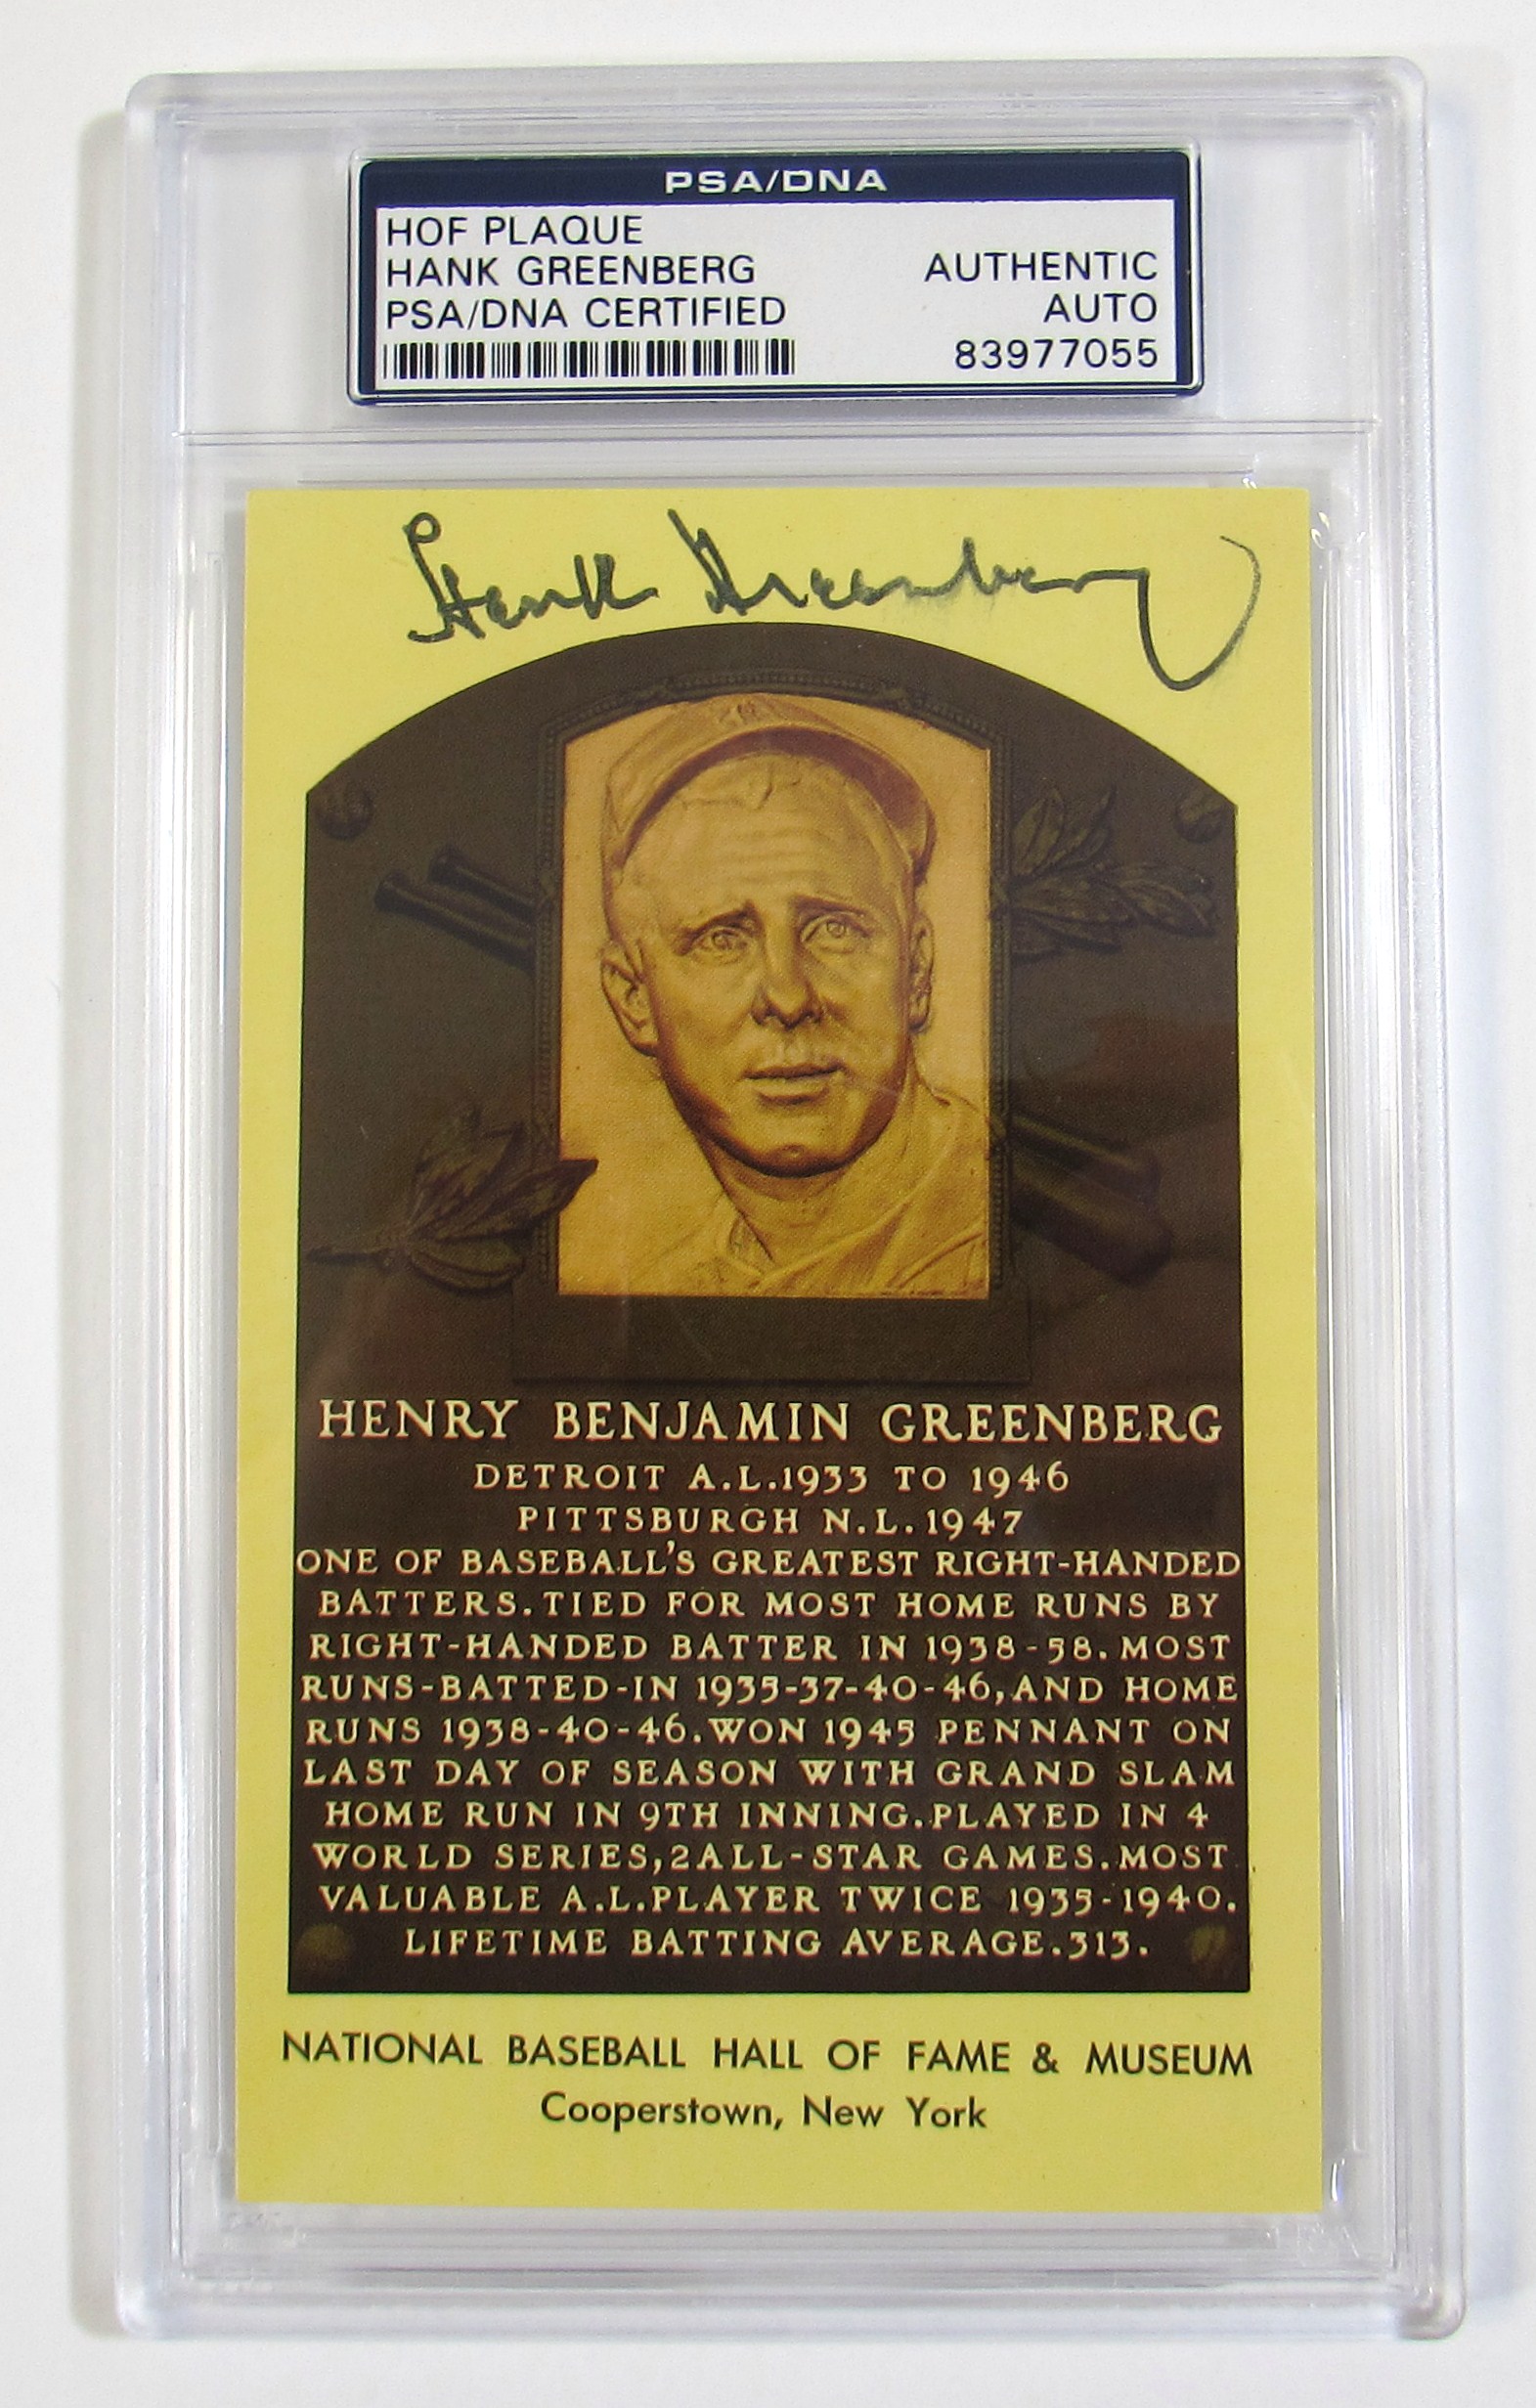 PSA/DNA
HOF PLAQUE
HANK GREENBERG
PSA/DNA CERTIFIED
AUTHENTIC
AUTO
83977055
Hank Greenberg
HENRY BENJAMIN GREENBERG
DETROIT A.L.1933 TO 1946
PITTSBURGH N.L.1947
ONE OF BASEBALL'S GREATEST RIGHT-HANDED
BATTERS.TIED FOR MOST HOME RUNS BY
RIGHT-HANDED BATTER IN 1938-58. MOST
RUNS-BATTED-IN 1935-37-40-46,AND HOME
RUNS 1938-40-46.WON 1945 PENNANT ON
LAST DAY OF SEASON WITH GRAND SLAM
HOME RUN IN 9TH INNING.PLAYED IN 4
WORLD SERIES,2ALL-STAR GAMES.MOST
VALUABLE A.L.PLAYER TWICE 1935-1940.
LIFETIME BATTING AVERAGE.313.
NATIONAL BASEBALL HALL OF FAME & MUSEUM
Cooperstown, New York